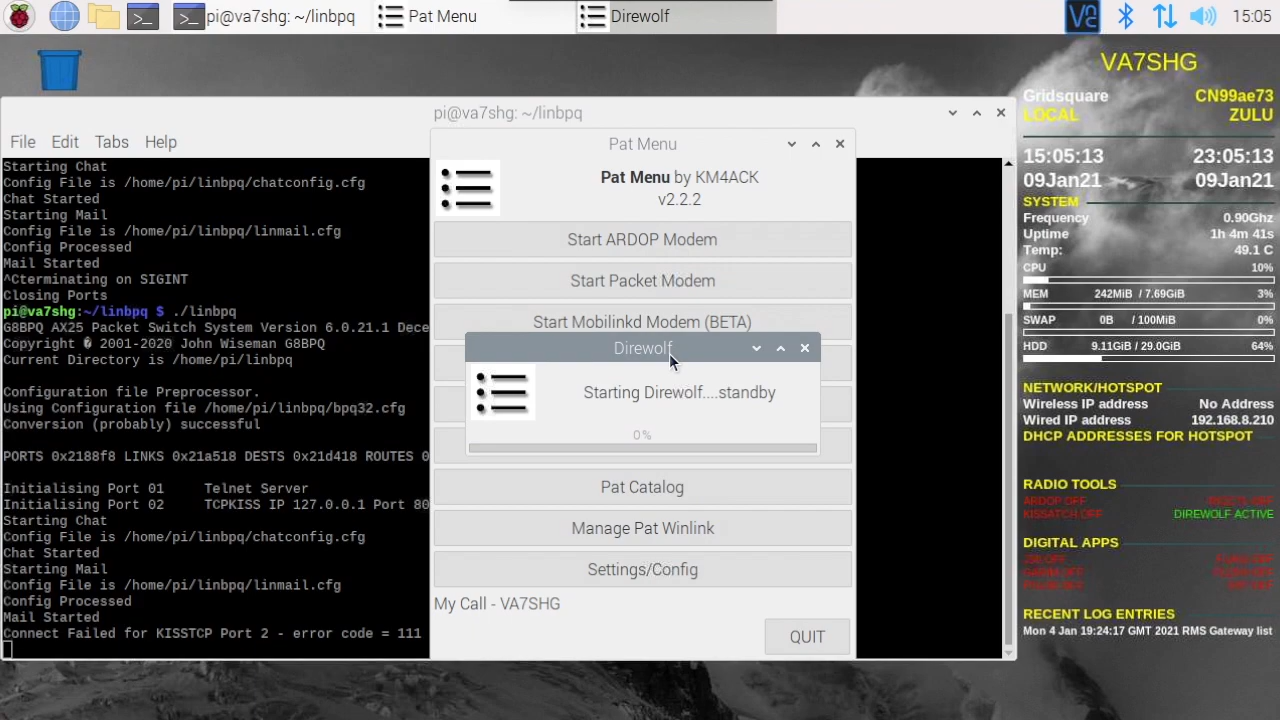 pi@va7shg: ~/linbpq
Pat Menu
Direwolf
15:05
pi@va7shg: ~/linbpq
File Edit Tabs Help
Starting Chat
Config File is /home/pi/linbpq/chatconfig.cfg
Chat Started
Starting Mail
Config File is /home/pi/linbpq/linmail.cfg
Config Processed
Mail Started
^Cterminating on SIGINT
Closing Ports
pi@va7shg:~/linbpq $ ./linbpq
G8BPQ AX25 Packet Switch System Version 6.0.21.1 Dece
Copyright � 2001-2020 John Wiseman G8BPQ
Current Directory is /home/pi/linbpq
Configuration file Preprocessor.
Using Configuration file /home/pi/linbpq/bpq32.cfg
Conversion (probably) successful
PORTS 0x2188f8 LINKS 0x21a518 DESTS 0x21d418 ROUTES 0
Initialising Port 01 Telnet Server
Initialising Port 02 TCPKISS IP 127.0.0.1 Port 80
Starting Chat
Config File is /home/pi/linbpq/chatconfig.cfg
Chat Started
Starting Mail
Config File is /home/pi/linbpq/linmail.cfg
Config Processed
Mail Started
Connect Failed for KISSTCP Port 2 - error code = 111
Pat Menu
Pat Menu by KM4ACK
v2.2.2
Start ARDOP Modem
Start Packet Modem
Start Mobilinkd Modem (BETA)
Direwolf
Starting Direwolf....standby
0%
Pat Catalog
Manage Pat Winlink
Settings/Config
My Call - VA7SHG
QUIT
VA7SHG
Gridsquare CN99ae73
LOCAL ZULU
15:05:13 23:05:13
09Jan21 09Jan21
SYSTEM
Frequency 0.90Ghz
Uptime 1h 4m 41s
Temp: 49.1 C
CPU 10%
MEM 242MiB / 7.69GiB 3%
SWAP 0B / 100MiB 0%
HDD 9.11GiB / 29.0GiB 64%
NETWORK/HOTSPOT
Wireless IP address No Address
Wired IP address 192.168.8.210
DHCP ADDRESSES FOR HOTSPOT
RADIO TOOLS
ARDOP OFF
DIREWOLF ACTIVE
DIGITAL APPS
RECENT LOG ENTRIES
Mon 4 Jan 19:24:17 GMT 2021 RMS Gateway list